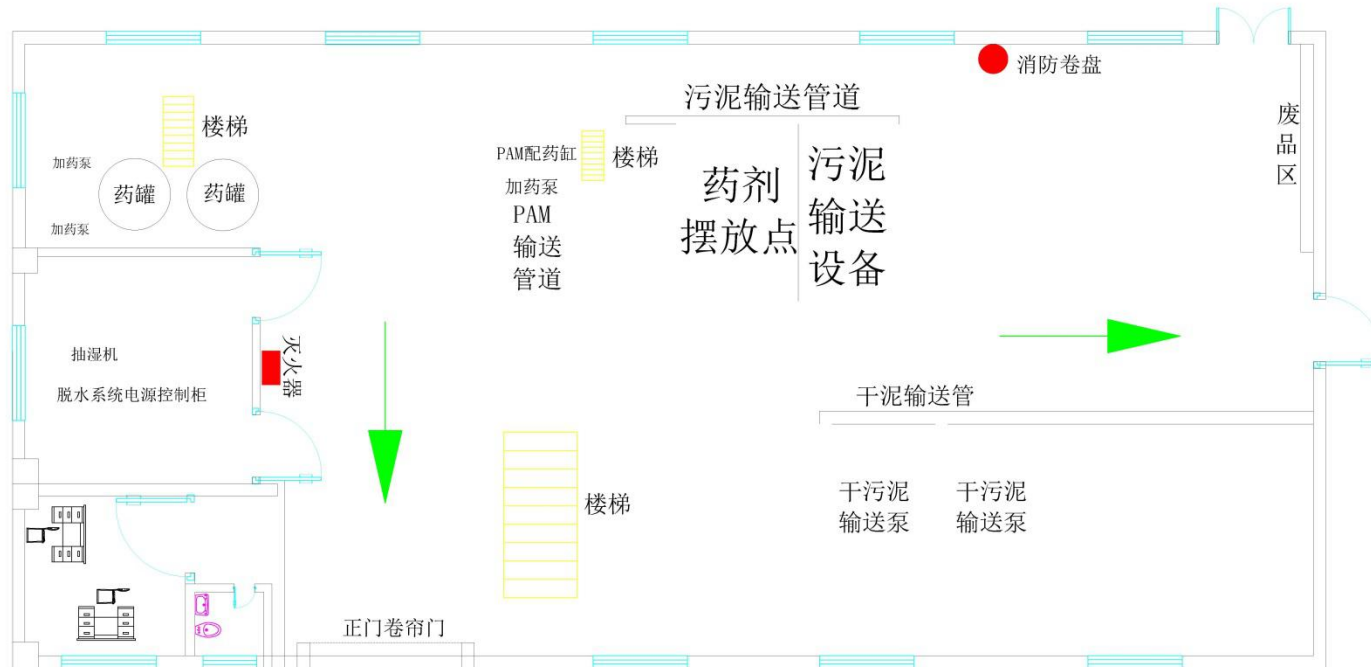 消防卷盘
污泥输送管道
废
品
区
楼梯
加药泵
药罐
药罐
加药泵
PAM配药缸
楼梯
加药泵
PAM
输送
管道
药剂
摆放点
污泥
输送
设备
抽湿机
脱水系统电源控制柜
灭火器
干泥输送管
楼梯
干污泥
输送泵
干污泥
输送泵
正门卷帘门